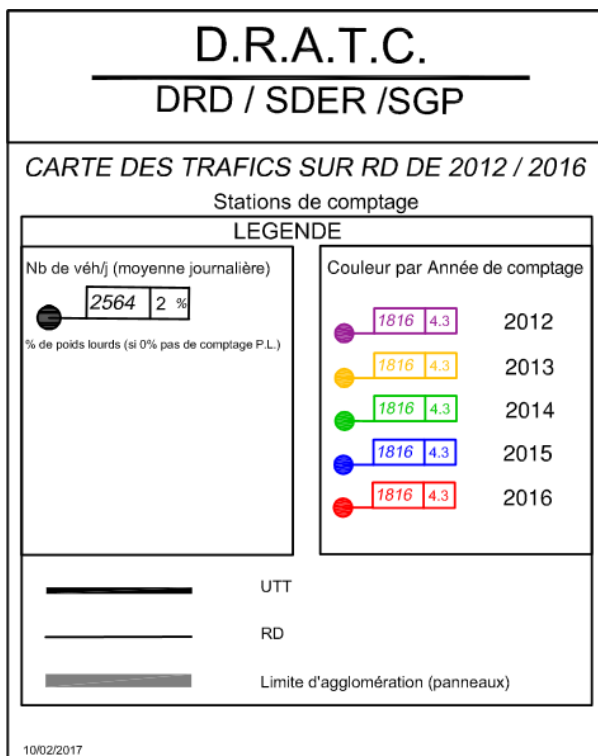 D.R.A.T.C.
DRD / SDER /SGP
CARTE DES TRAFICS SUR RD DE 2012 / 2016
Stations de comptage
LEGENDE
Nb de véh/j (moyenne journalière)
2564 2 %
% de poids lourds (si 0% pas de comptage P.L.)
Couleur par Année de comptage
1816 4.3 2012
1816 4.3 2013
1816 4.3 2014
1816 4.3 2015
1816 4.3 2016
UTT
RD
Limite d'agglomération (panneaux)
10/02/2017